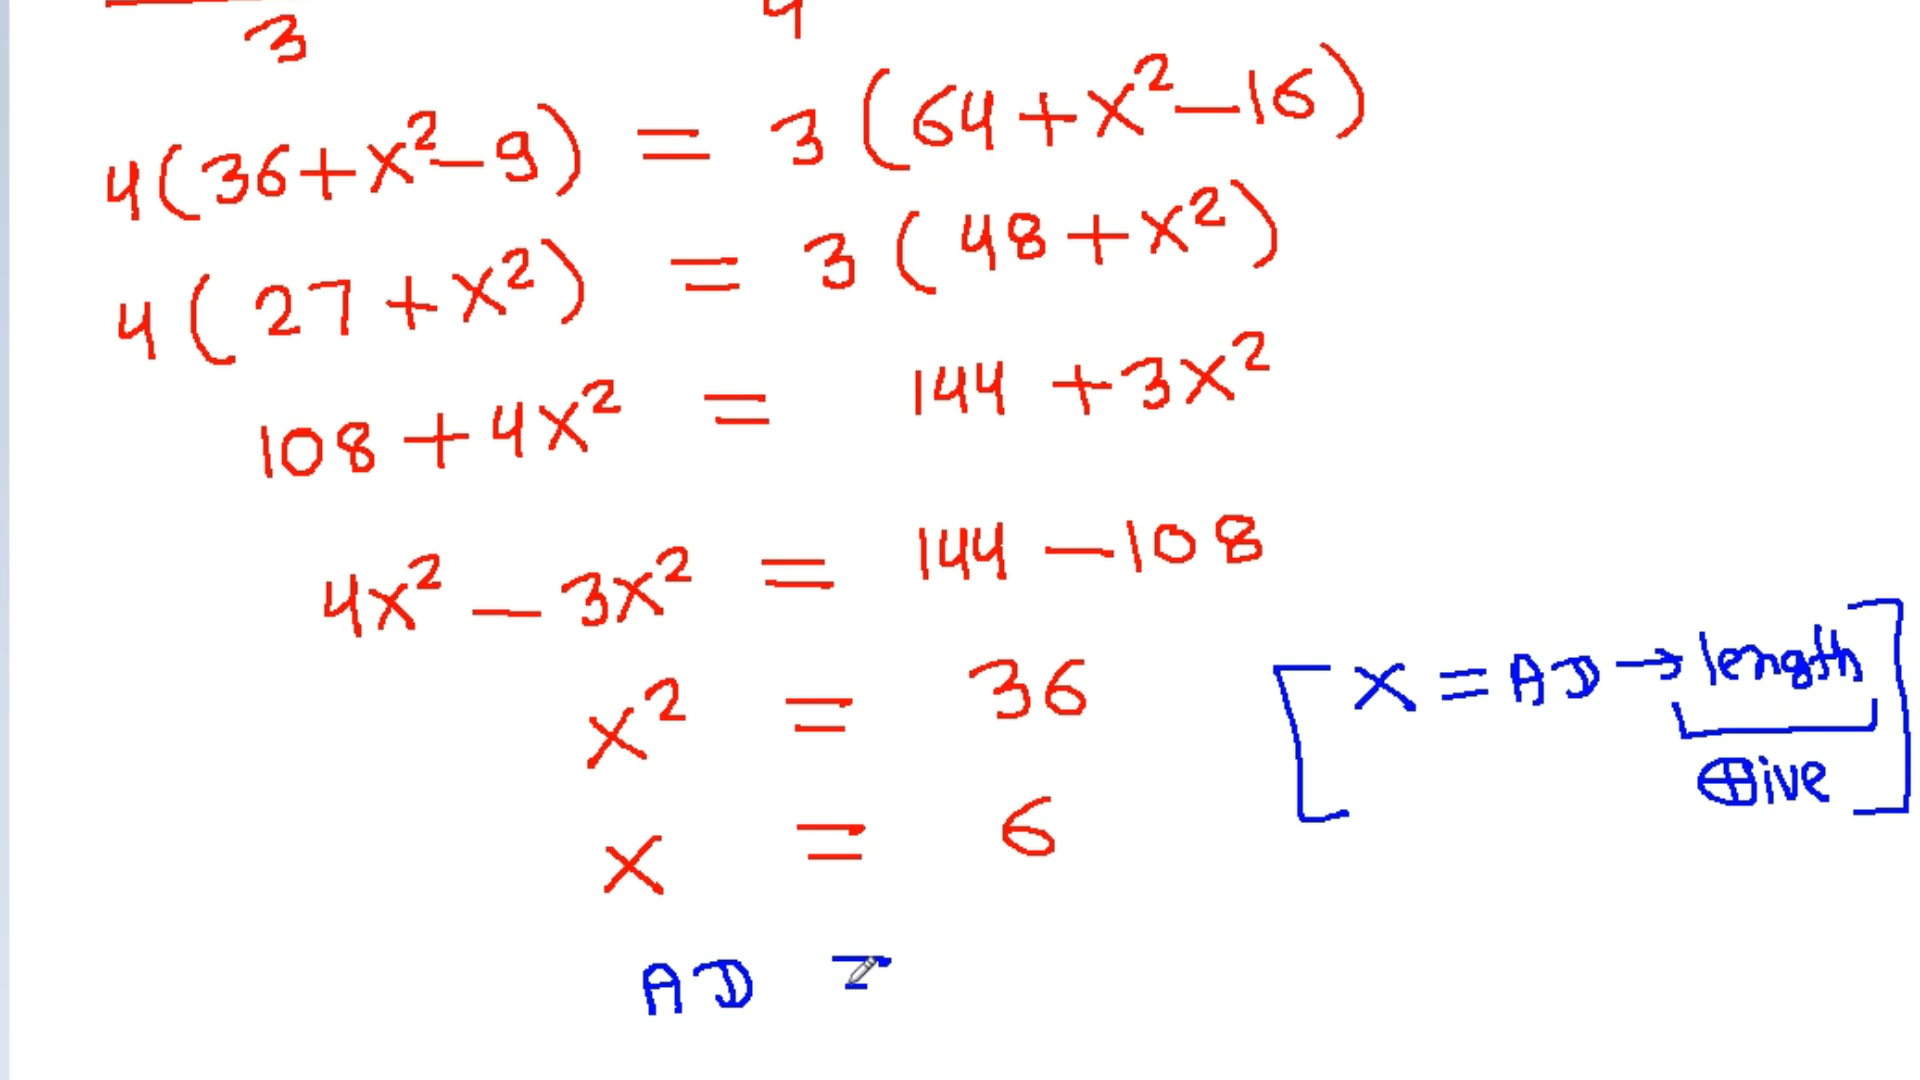 3 4
4(36+x²-9) = 3(64+x²-16)
4(27+x²) = 3(48+x²)
108+4x² = 144+3x²
4x²-3x² = 144-108
x² = 36
x = 6
[x = AD → length]
⊕ive
AD =